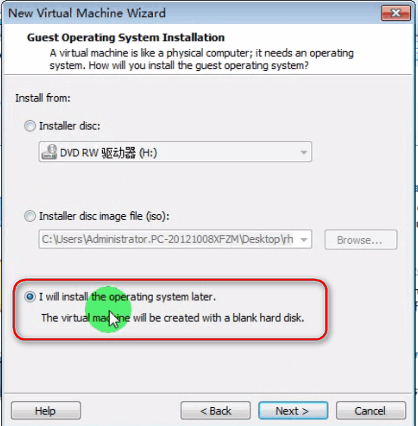 New Virtual Machine Wizard
Guest Operating System Installation
A virtual machine is like a physical computer; it needs an operating
system. How will you install the guest operating system?
Install from:
Installer disc:
DVD RW 驱动器 (H:)
Installer disc image file (iso):
C:\Users\Administrator.PC-20121008XFZM\Desktop\rh
Browse...
I will install the operating system later.
The virtual machine will be created with a blank hard disk.
Help
< Back
Next >
Cancel